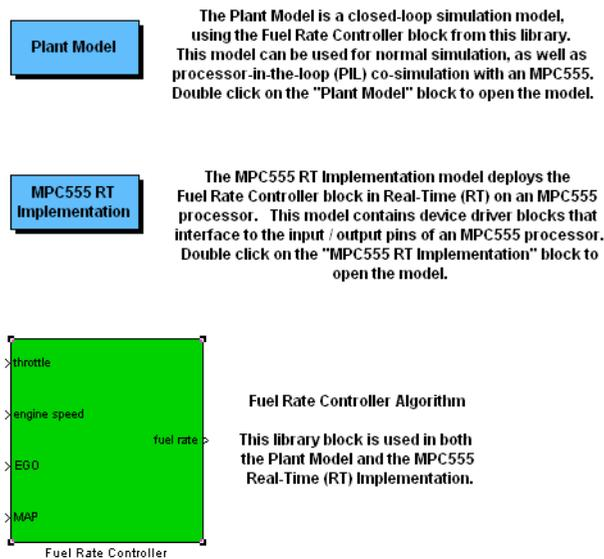 Plant Model
The Plant Model is a closed-loop simulation model,
using the Fuel Rate Controller block from this library.
This model can be used for normal simulation, as well as
processor-in-the-loop (PIL) co-simulation with an MPC555.
Double click on the "Plant Model" block to open the model.
MPC555 RT
Implementation
The MPC555 RT Implementation model deploys the
Fuel Rate Controller block in Real-Time (RT) on an MPC555
processor. This model contains device driver blocks that
interface to the input / output pins of an MPC555 processor.
Double click on the "MPC555 RT Implementation" block to
open the model.
throttle
engine speed
fuel rate
EGO
MAP
Fuel Rate Controller
Fuel Rate Controller Algorithm
This library block is used in both
the Plant Model and the MPC555
Real-Time (RT) Implementation.